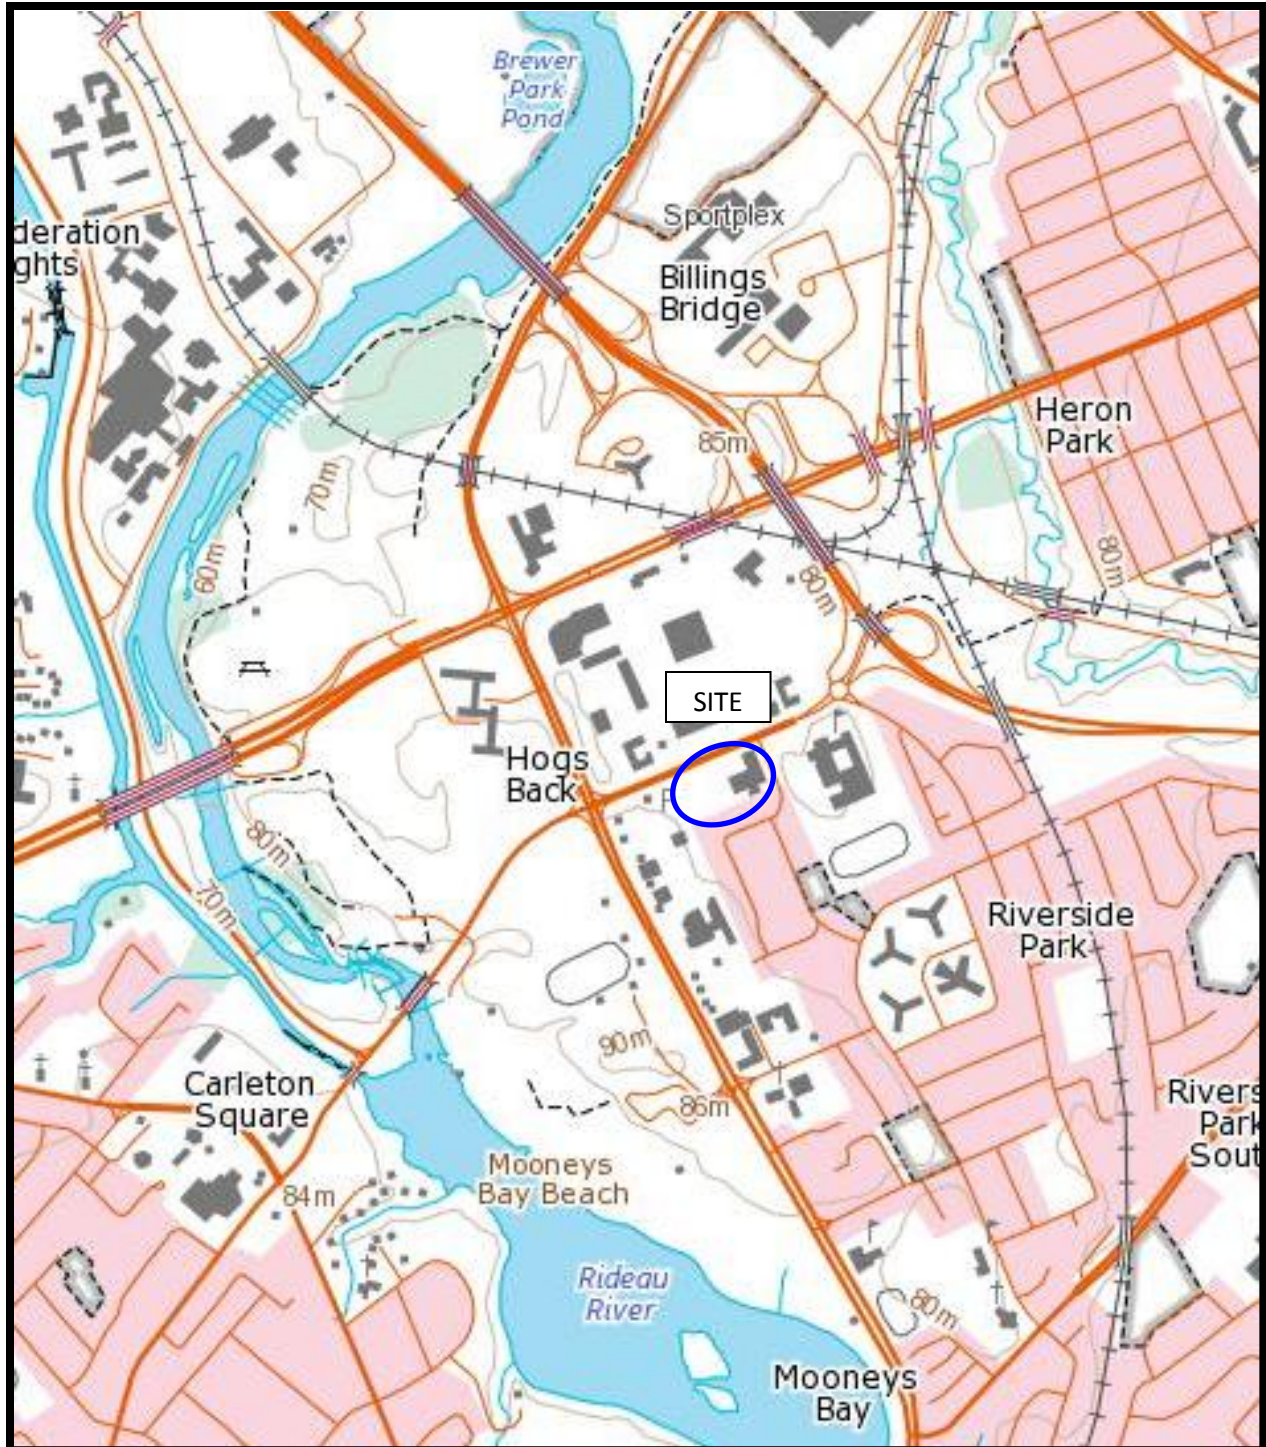 Brewer
Park
Pond
Sportplex
deration
ghts
Billings
Bridge
Heron
Park
85m
70m
60m
80m
80m
SITE
Hogs
Back
P
80m
70m
Riverside
Park
90m
86m
Carleton
Square
Rivers
Park
Sout
Mooneys
Bay Beach
84m
Rideau
River
80m
Mooneys
Bay